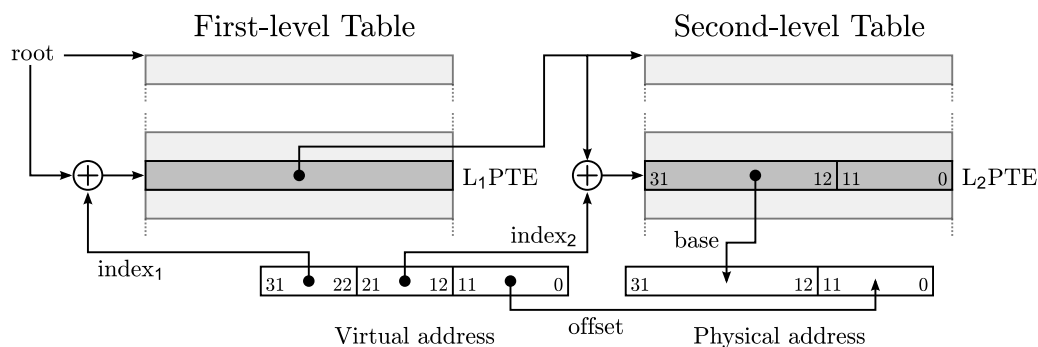 First-level Table
Second-level Table
root
L₁PTE
31 12 11 0
L₂PTE
index₁
index₂
base
31 22 21 12 11 0
31 12 11 0
Virtual address
offset
Physical address